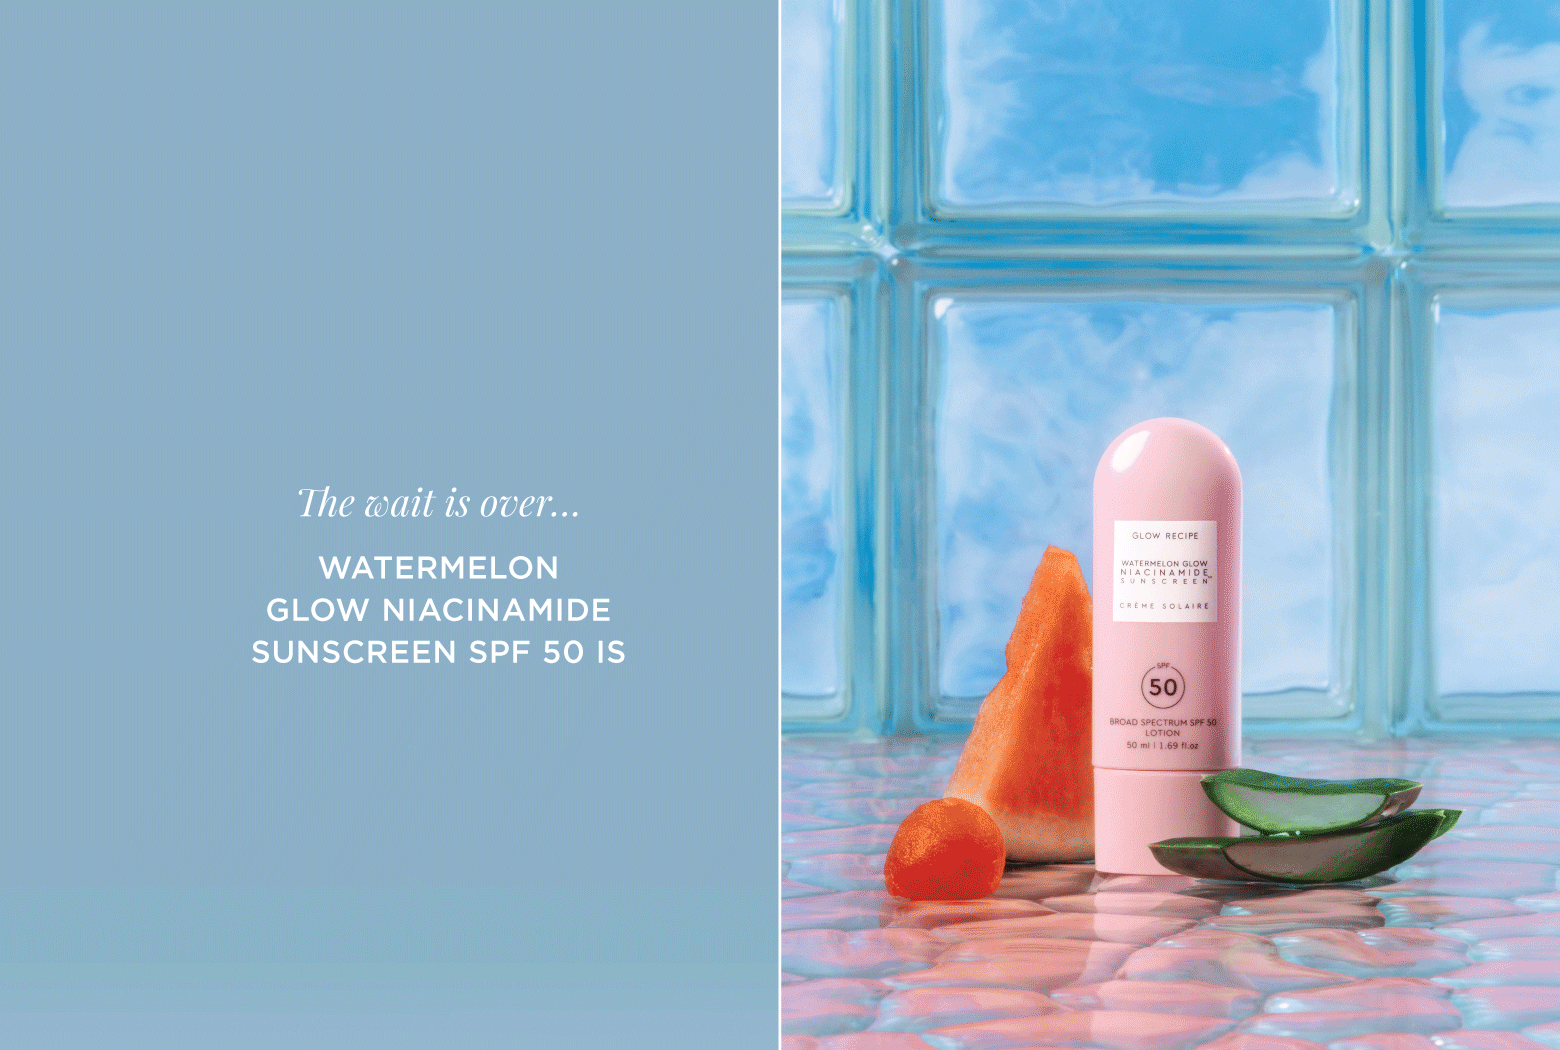 The wait is over...
WATERMELON
GLOW NIACINAMIDE
SUNSCREEN SPF 50 IS
GLOW RECIPE
WATERMELON GLOW
NIACINAMIDE
SUNSCREEN™
CRÈME SOLAIRE
SPF
50
BROAD SPECTRUM SPF 50
LOTION
50 ml | 1.69 fl.oz